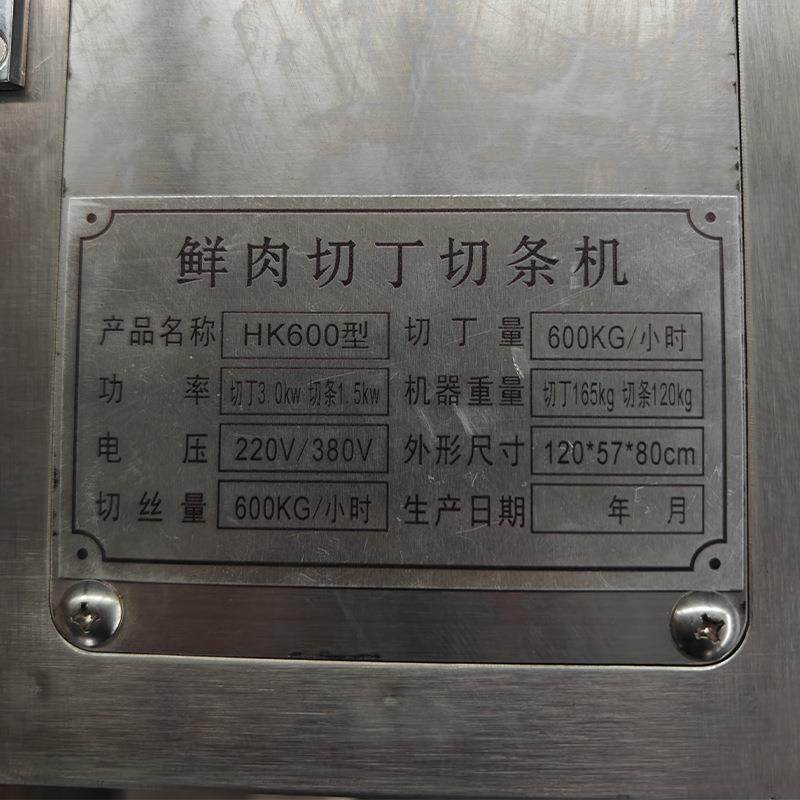 鲜肉切丁切条机
产品名称 HK600型 切丁量 600KG/小时
功率 切丁3.0kw 切条1.5kw 机器重量 切丁165kg 切条120kg
电压 220V/380V 外形尺寸 120*57*80cm
切丝量 600KG/小时 生产日期 年 月